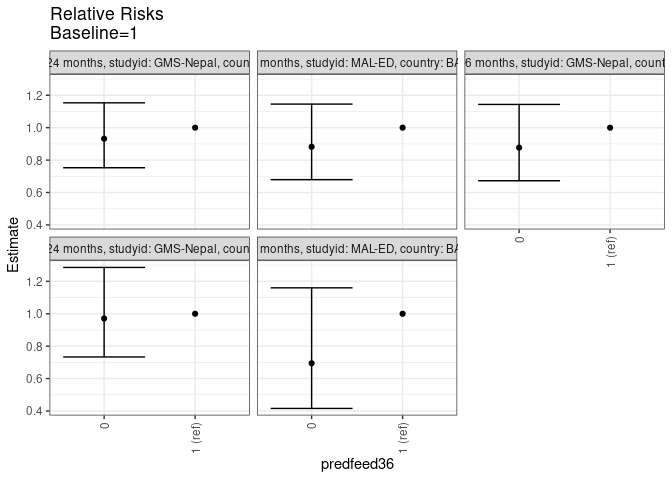 Relative Risks
Baseline=1
24 months, studyid: GMS-Nepal, coun
months, studyid: MAL-ED, country: BA
6 months, studyid: GMS-Nepal, count
1.2
1.0
0.8
0.6
0.4
0
1 (ref)
24 months, studyid: GMS-Nepal, coun
months, studyid: MAL-ED, country: BA
Estimate
1.2
1.0
0.8
0.6
0.4
0
1 (ref)
0
1 (ref)
predfeed36